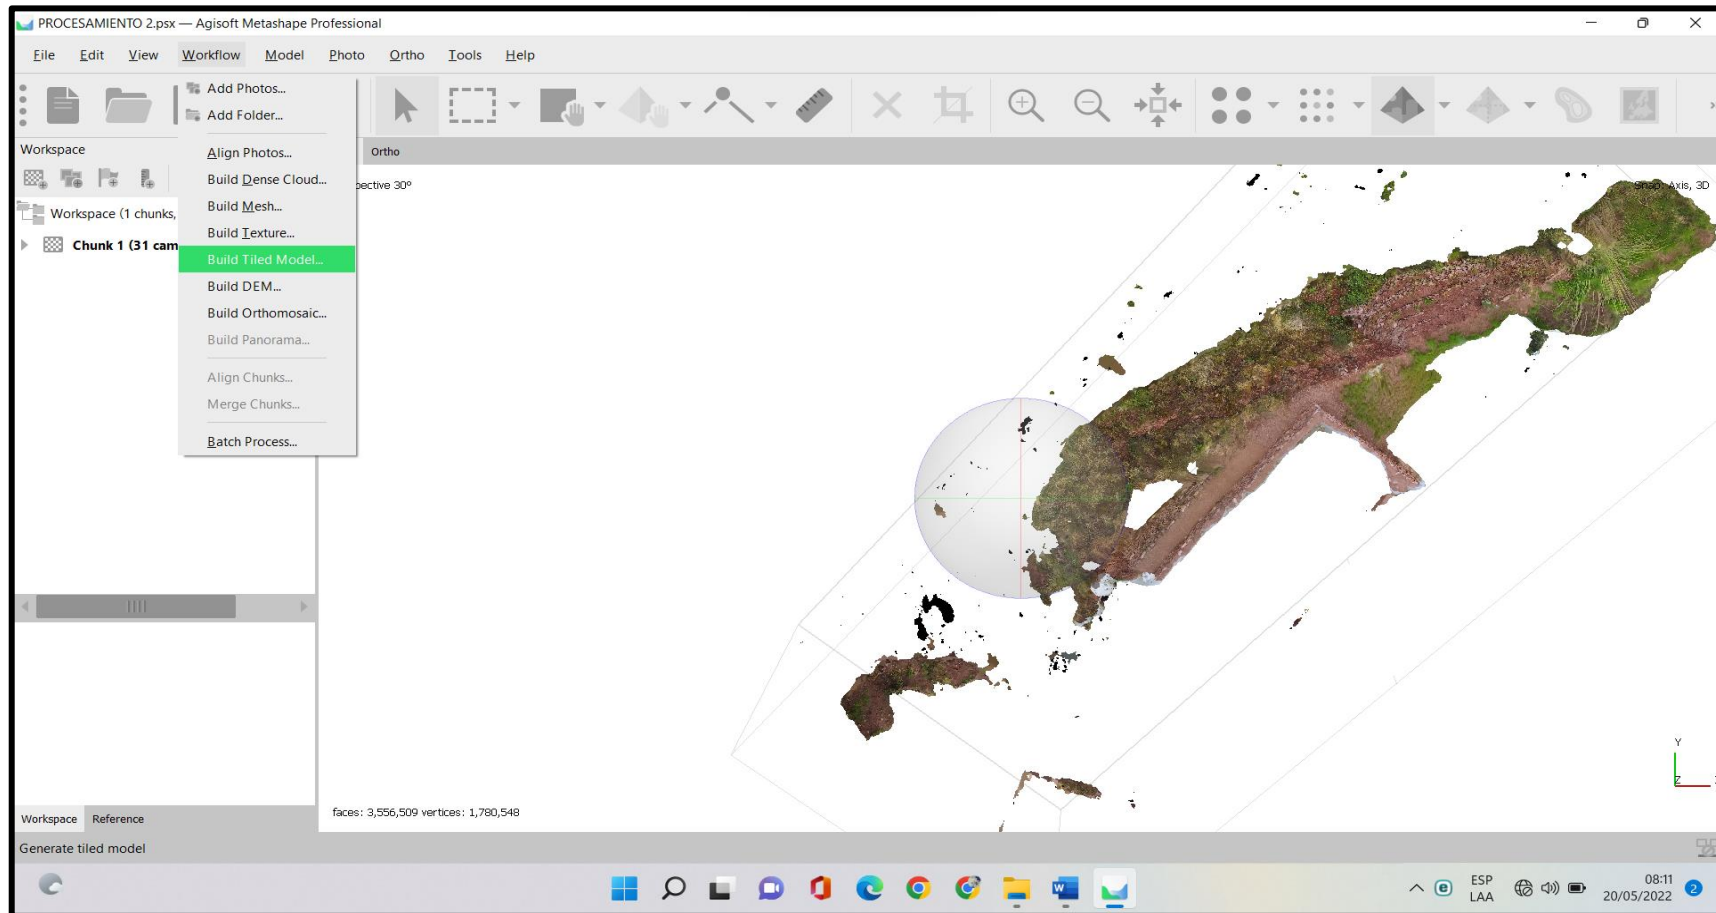 PROCESAMIENTO 2.psx — Agisoft Metashape Professional
File Edit View Workflow Model Photo Ortho Tools Help
Add Photos...
Add Folder...
Align Photos...
Build Dense Cloud...
Build Mesh...
Build Texture...
Build Tiled Model...
Build DEM...
Build Orthomosaic...
Build Panorama...
Align Chunks...
Merge Chunks...
Batch Process...
Workspace
Workspace (1 chunks,
Chunk 1 (31 cam
Ortho
30°
Snap: Axis, 3D
Y
Z
faces: 3,556,509 vertices: 1,780,548
Workspace Reference
Generate tiled model
ESP
LAA
08:11
20/05/2022
2